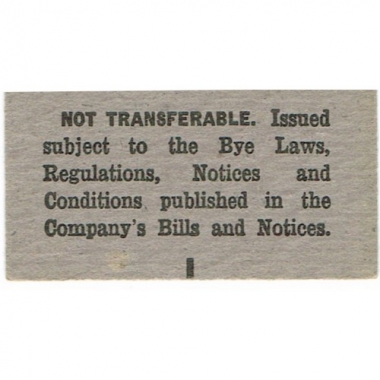 NOT TRANSFERABLE. Issued
subject to the Bye Laws,
Regulations, Notices and
Conditions published in the
Company's Bills and Notices.